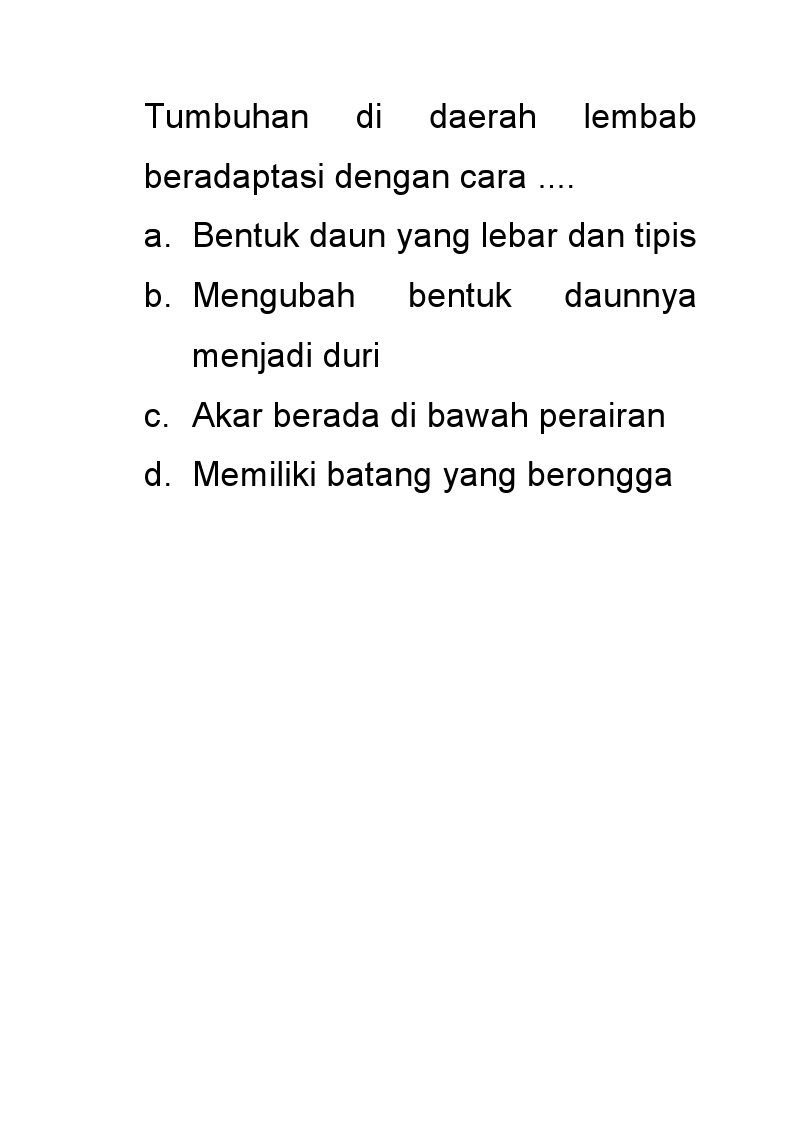 Tumbuhan di daerah lembab
beradaptasi dengan cara ....
a. Bentuk daun yang lebar dan tipis
b. Mengubah bentuk daunnya
menjadi duri
c. Akar berada di bawah perairan
d. Memiliki batang yang berongga